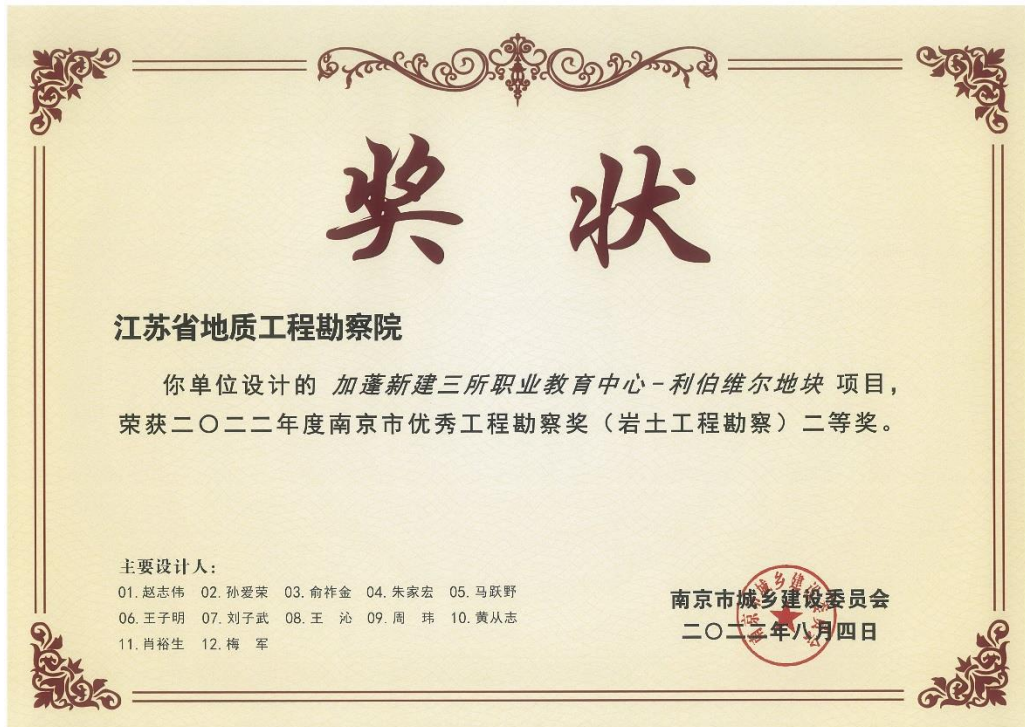 奖状
江苏省地质工程勘察院
你单位设计的 加蓬新建三所职业教育中心-利伯维尔地块 项目，
荣获二〇二二年度南京市优秀工程勘察奖（岩土工程勘察）二等奖。
主要设计人：
01. 赵志伟 02. 孙爱荣 03. 俞祚金 04. 朱家宏 05. 马跃野
06. 王子明 07. 刘子武 08. 王 沁 09. 周 玮 10. 黄从志
11. 肖裕生 12. 梅 军
南京市城乡建设委员会
二〇二二年八月四日